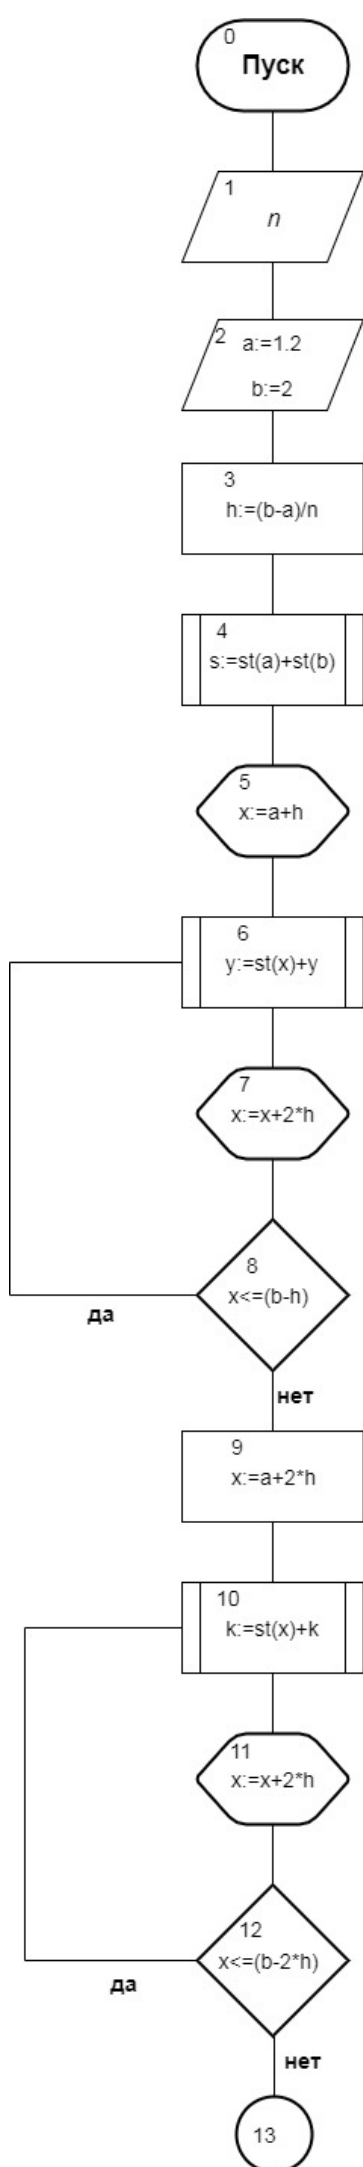 0
Пуск
1
n
2
a:=1.2
b:=2
3
h:=(b-a)/n
4
s:=st(a)+st(b)
5
x:=a+h
6
y:=st(x)+y
7
x:=x+2*h
8
x<=(b-h)
да
нет
9
x:=a+2*h
10
k:=st(x)+k
11
x:=x+2*h
12
x<=(b-2*h)
да
нет
13